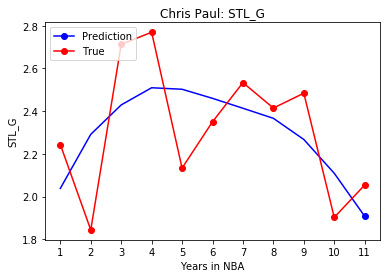 Chris Paul: STL_G
Prediction
True
2.8
2.6
2.4
2.2
2.0
1.8
STL_G
1 2 3 4 5 6 7 8 9 10 11
Years in NBA